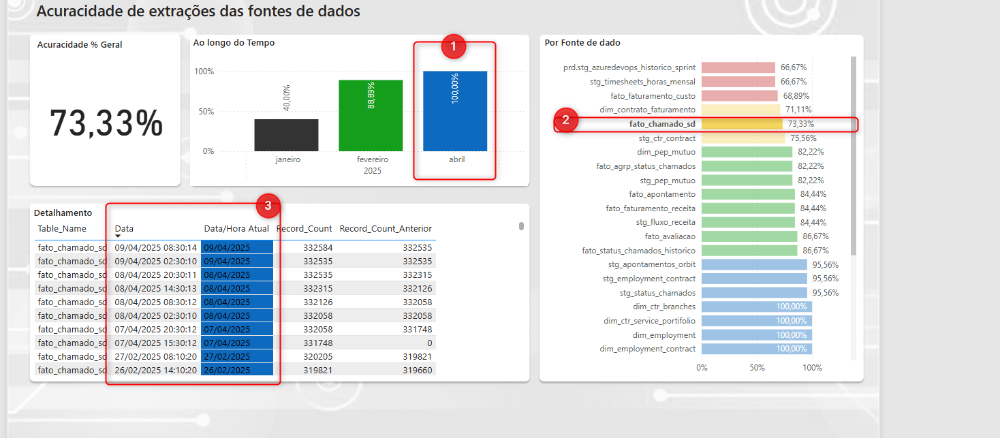 Acuracidade de extrações das fontes de dados
Acuracidade % Geral
73,33%
Ao longo do Tempo
1
100%
50%
0%
40,00%
88,89%
100,00%
janeiro
fevereiro
abril
2025
Por Fonte de dado
prd.stg_azuredevops_historico_sprint 66,67%
stg_timesheets_horas_mensal 66,67%
fato_faturamento_custo 68,89%
dim_contrato_faturamento 71,11%
2
fato_chamado_sd 73,33%
stg_ctr_contract 75,56%
dim_pep_mutuo 82,22%
fato_agrp_status_chamados 82,22%
stg_pep_mutuo 82,22%
fato_apontamento 84,44%
fato_faturamento_receita 84,44%
stg_fluxo_receita 84,44%
fato_avaliacao 86,67%
fato_status_chamados_historico 86,67%
stg_apontamentos_orbit 95,56%
stg_employment_contract 95,56%
stg_status_chamados 95,56%
dim_ctr_branches 100,00%
dim_ctr_service_portifolio 100,00%
dim_employment 100,00%
dim_employment_contract 100,00%
0% 50% 100%
Detalhamento
3
Table_Name Data Data/Hora Atual Record_Count Record_Count_Anterior
fato_chamado_sd 09/04/2025 08:30:14 09/04/2025 332584 332535
fato_chamado_sd 09/04/2025 02:30:10 09/04/2025 332535 332535
fato_chamado_sd 08/04/2025 20:30:11 08/04/2025 332535 332315
fato_chamado_sd 08/04/2025 14:30:13 08/04/2025 332315 332126
fato_chamado_sd 08/04/2025 08:30:12 08/04/2025 332126 332058
fato_chamado_sd 08/04/2025 02:30:10 08/04/2025 332058 332058
fato_chamado_sd 07/04/2025 20:30:12 07/04/2025 332058 331748
fato_chamado_sd 07/04/2025 15:30:12 07/04/2025 331748 0
fato_chamado_sd 27/02/2025 08:10:20 27/02/2025 320205 319821
fato_chamado_sd 26/02/2025 14:10:20 26/02/2025 319821 319660